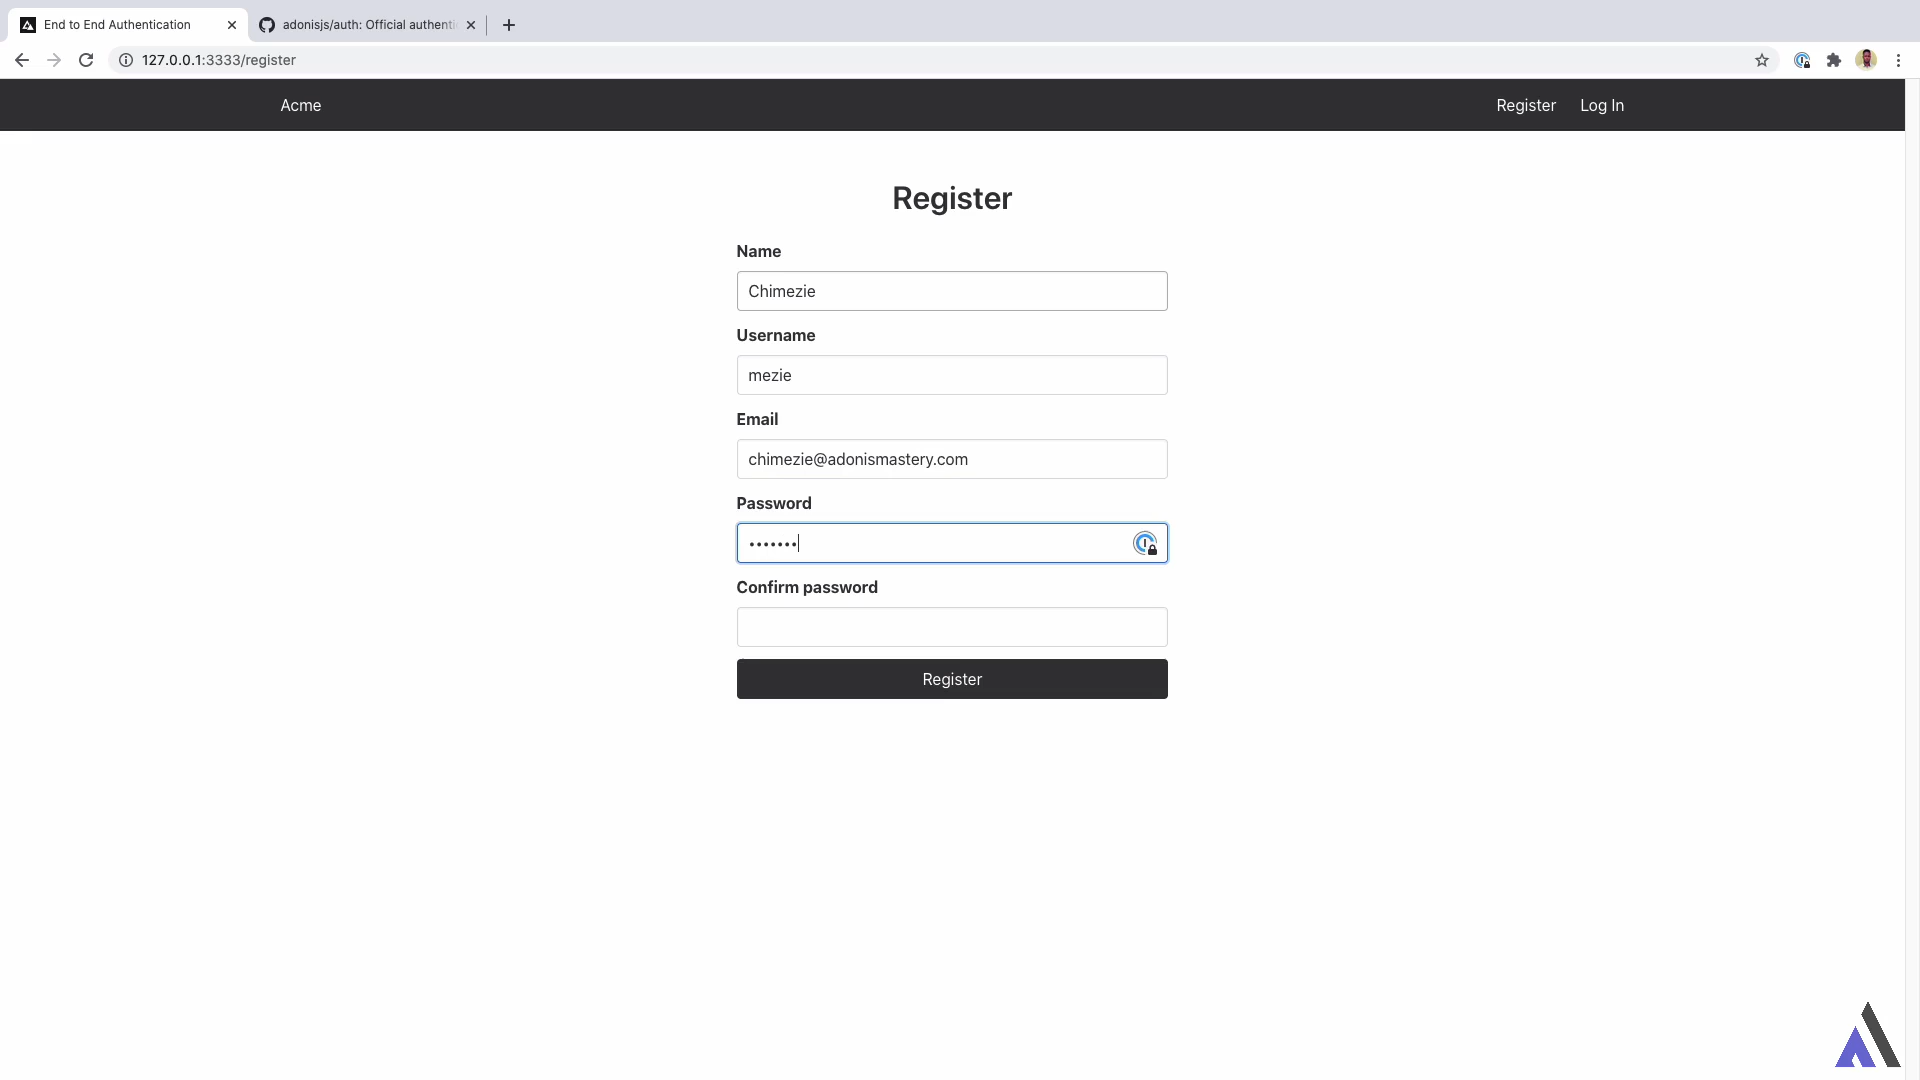 End to End Authentication
adonisjs/auth: Official authenti
127.0.0.1:3333/register
Acme
Register
Log In
Register
Name
Chimezie
Username
mezie
Email
chimezie@adonismastery.com
Password
•••••••
Confirm password
Register